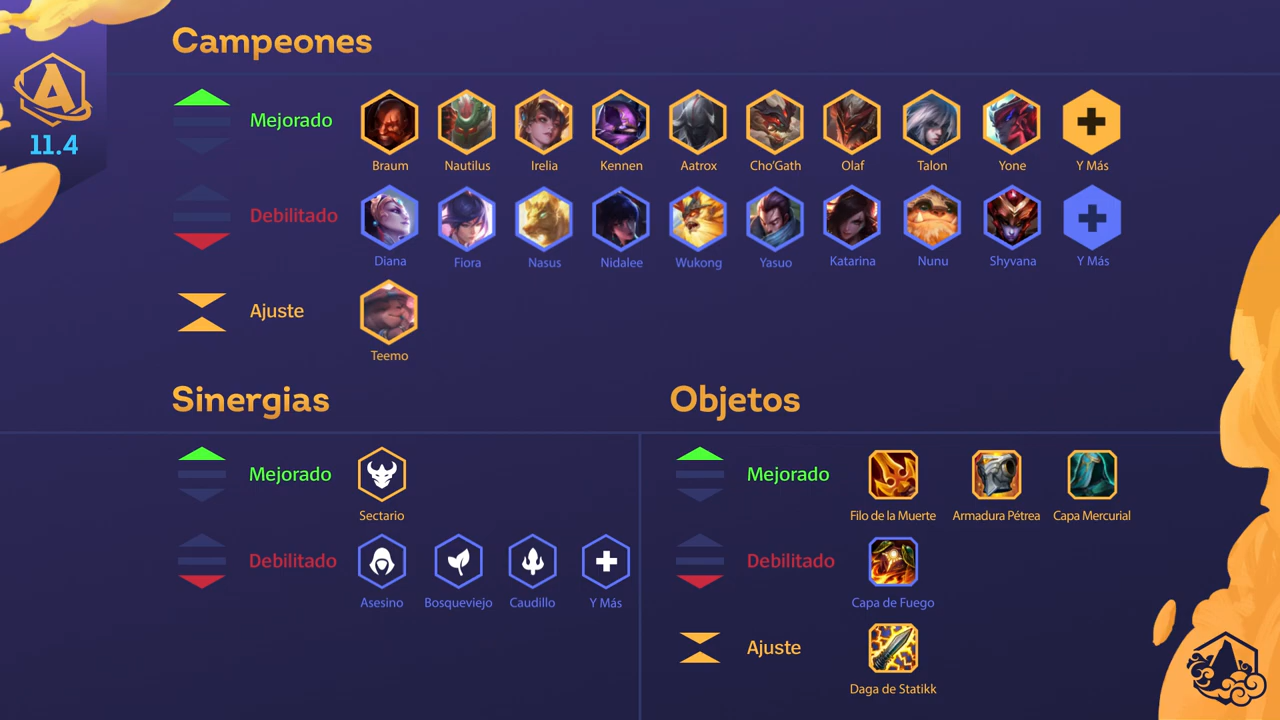 Campeones
A
11.4
Mejorado
Braum
Nautilus
Irelia
Kennen
Aatrox
Cho'Gath
Olaf
Talon
Yone
Y Más
Debilitado
Diana
Fiora
Nasus
Nidalee
Wukong
Yasuo
Katarina
Nunu
Shyvana
Y Más
Ajuste
Teemo
Sinergias
Mejorado
Sectario
Debilitado
Asesino
Bosqueviejo
Caudillo
Y Más
Objetos
Mejorado
Filo de la Muerte
Armadura Pétrea
Capa Mercurial
Debilitado
Capa de Fuego
Ajuste
Daga de Statikk